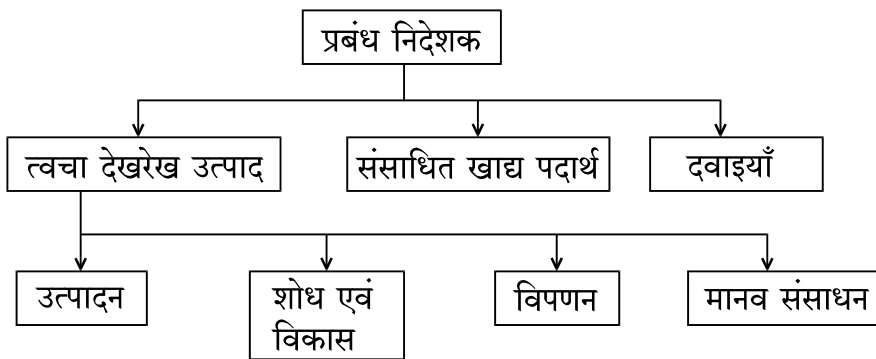 प्रबंध निदेशक
त्वचा देखरेख उत्पाद
संसाधित खाद्य पदार्थ
दवाइयाँ
उत्पादन
शोध एवं
विकास
विपणन
मानव संसाधन